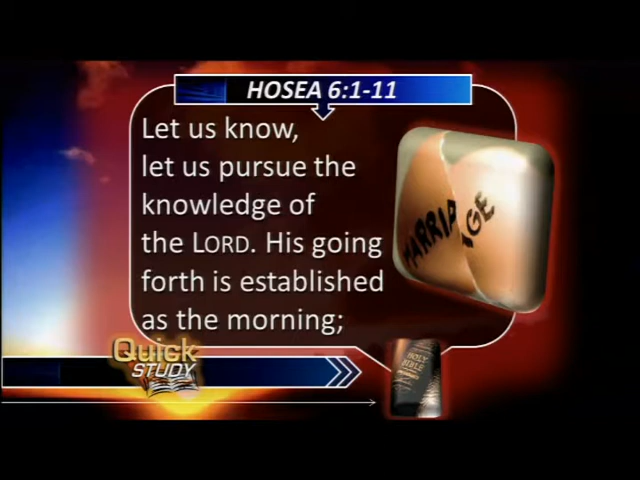 HOSEA 6:1-11
Let us know,
let us pursue the
knowledge of
the LORD. His going
forth is established
as the morning;
MARRIAGE
Quick
STUDY
HOLY
BIBLE